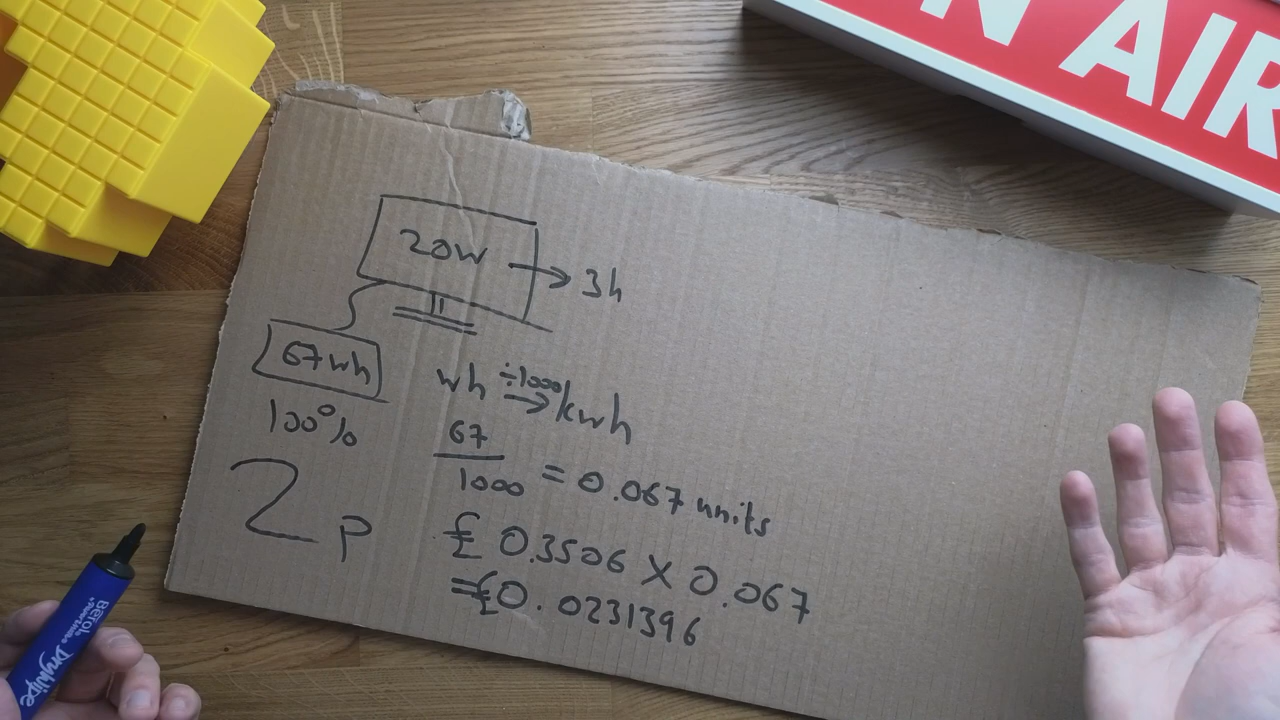 N AIR
20W → 3h
67wh
100%
wh ÷1000→ kwh
67
1000 = 0.067 units
2p
£ 0.3506 X 0.067
=£0.0231396
Berol
Drywipe